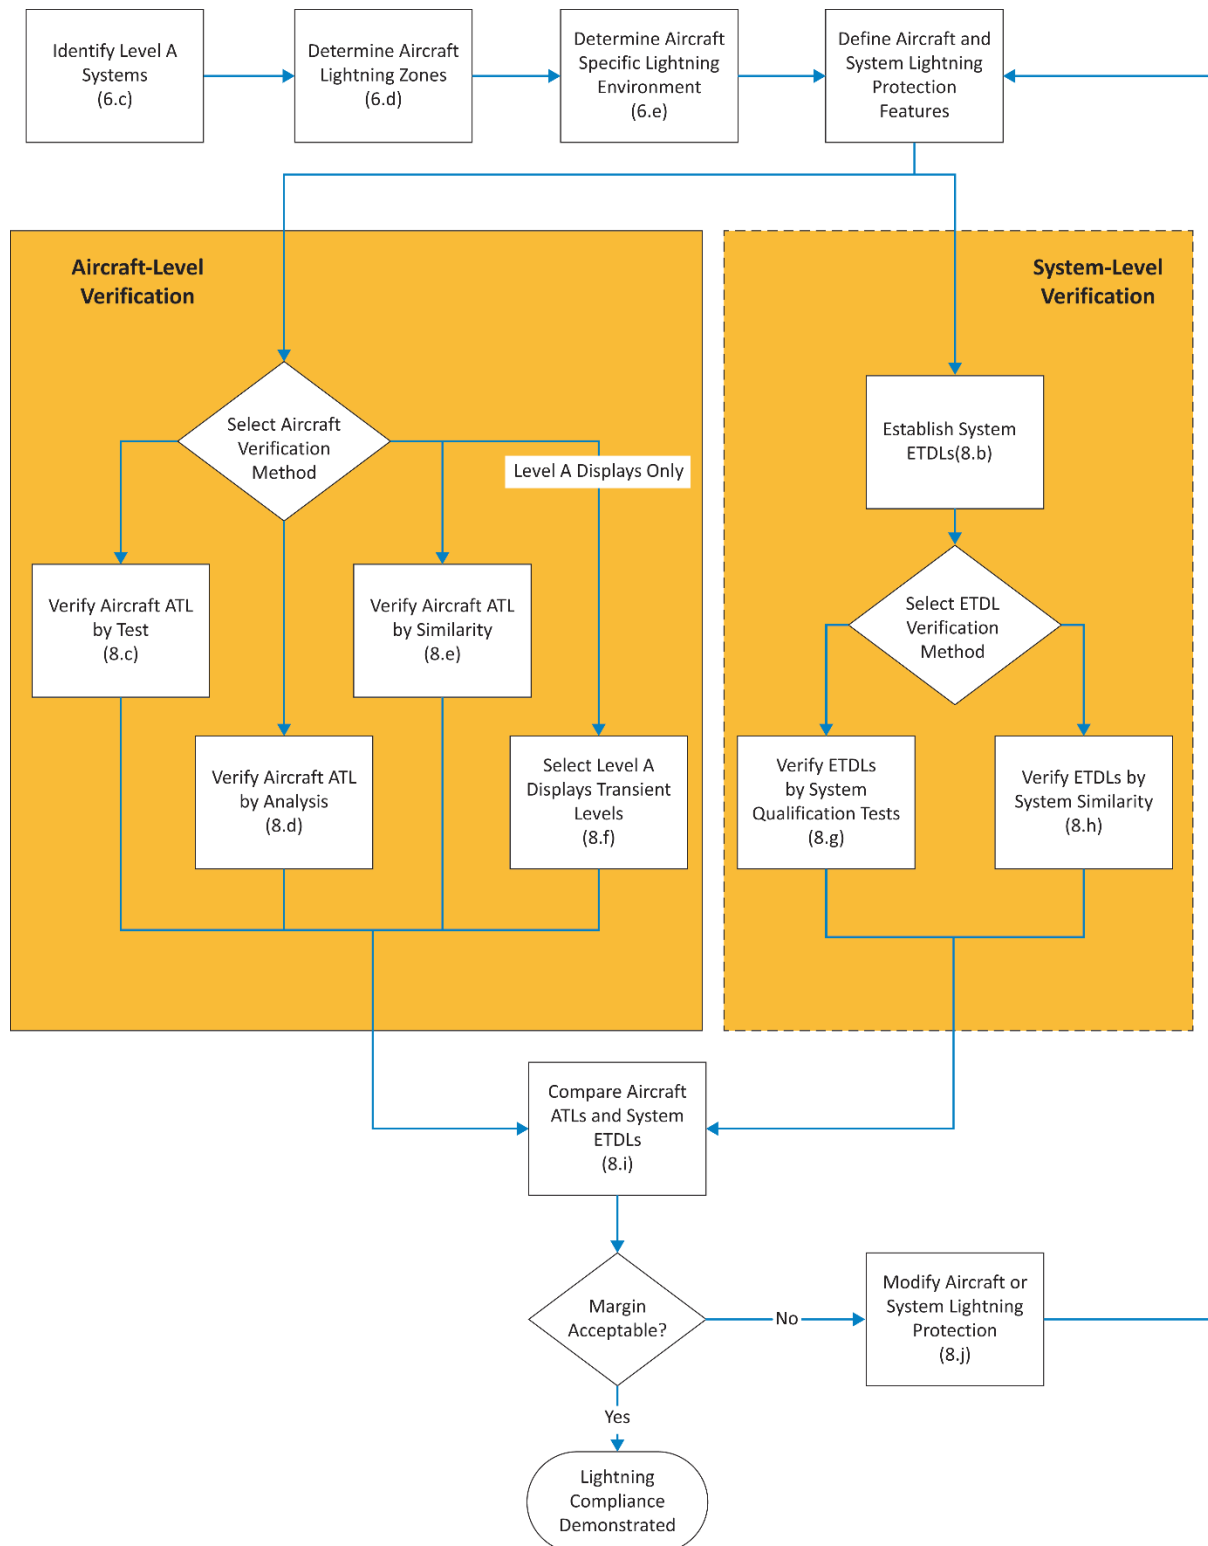 Identify Level A
Systems
(6.c)
Determine Aircraft
Lightning Zones
(6.d)
Determine Aircraft
Specific Lightning
Environment
(6.e)
Define Aircraft and
System Lightning
Protection
Features
Aircraft-Level
Verification
System-Level
Verification
Select Aircraft
Verification
Method
Level A Displays Only
Establish System
ETDLs(8.b)
Verify Aircraft ATL
by Test
(8.c)
Verify Aircraft ATL
by Similarity
(8.e)
Select ETDL
Verification
Method
Verify Aircraft ATL
by Analysis
(8.d)
Select Level A
Displays Transient
Levels
(8.f)
Verify ETDLs
by System
Qualification Tests
(8.g)
Verify ETDLs by
System Similarity
(8.h)
Compare Aircraft
ATLs and System
ETDLs
(8.i)
Margin
Acceptable?
No
Modify Aircraft or
System Lightning
Protection
(8.j)
Yes
Lightning
Compliance
Demonstrated